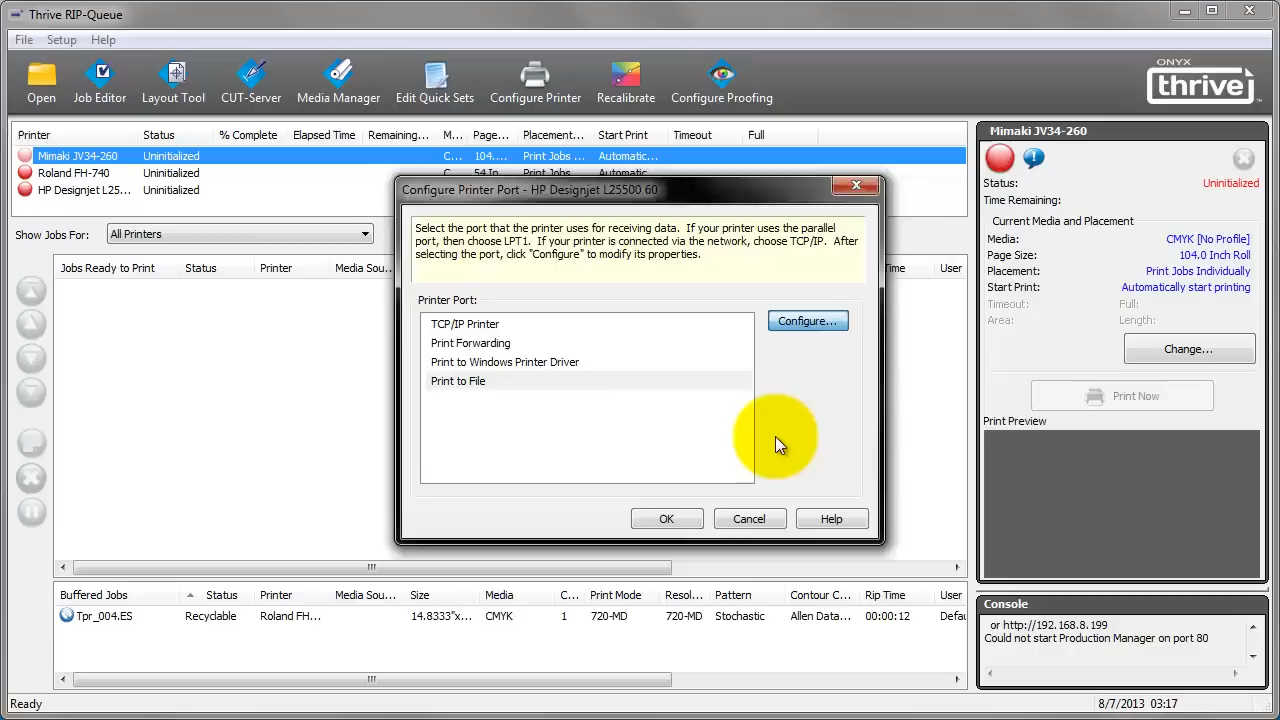 Thrive RIP-Queue
File Setup Help
Open Job Editor Layout Tool CUT-Server Media Manager Edit Quick Sets Configure Printer Recalibrate Configure Proofing
ONYX
thrive
Printer Status % Complete Elapsed Time Remaining... M... Page... Placement... Start Print Timeout Full
Mimaki JV34-260 Uninitialized C... 104.... Print Jobs ... Automatic...
Roland FH-740 Uninitialized C... 54 In... Print Jobs ... Automatic...
HP Designjet L25... Uninitialized
Show Jobs For: All Printers
Jobs Ready to Print Status Printer Media Sou... Time User
Configure Printer Port - HP Designjet L25500 60
Select the port that the printer uses for receiving data. If your printer uses the parallel
port, then choose LPT1. If your printer is connected via the network, choose TCP/IP. After
selecting the port, click "Configure" to modify its properties.
Printer Port:
TCP/IP Printer
Print Forwarding
Print to Windows Printer Driver
Print to File
Configure...
OK Cancel Help
Mimaki JV34-260
Status: Uninitialized
Time Remaining:
Current Media and Placement
Media: CMYK [No Profile]
Page Size: 104.0 Inch Roll
Placement: Print Jobs Individually
Start Print: Automatically start printing
Timeout: Full:
Area: Length:
Change...
Print Now
Print Preview
Buffered Jobs Status Printer Media Sou... Size Media C... Print Mode Resol... Pattern Contour C... Rip Time User
Tpr_004.ES Recyclable Roland FH... 14.8333"x... CMYK 1 720-MD 720-MD Stochastic Allen Data... 00:00:12 Defau
Console
or http://192.168.8.199
Could not start Production Manager on port 80
Ready 8/7/2013 03:17